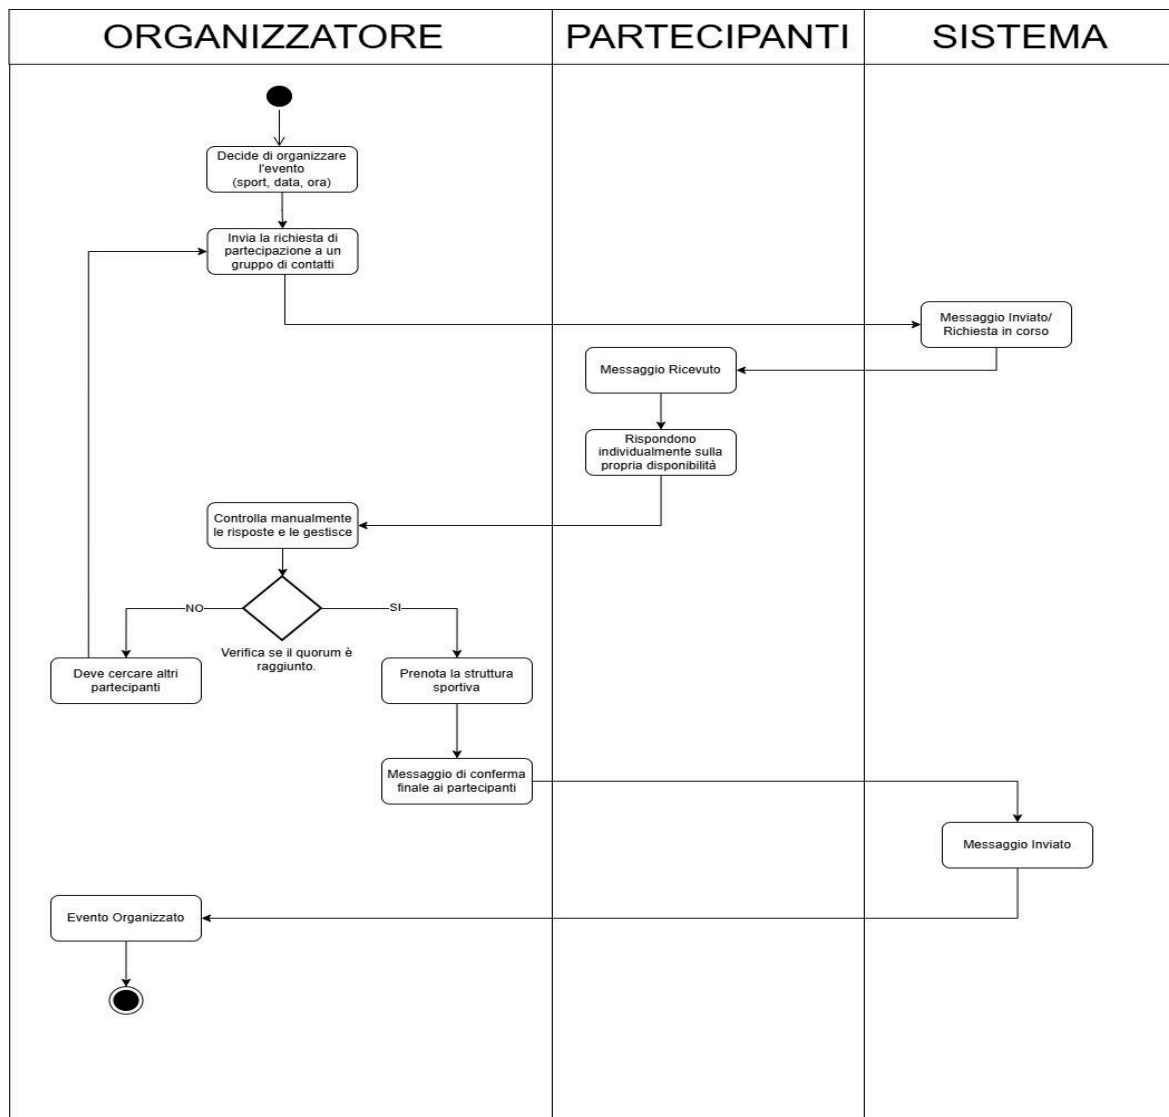 ORGANIZZATORE
PARTECIPANTI
SISTEMA
Decide di organizzare
l'evento
(sport, data, ora)
Invia la richiesta di
partecipazione a un
gruppo di contatti
Messaggio Inviato/
Richiesta in corso
Messaggio Ricevuto
Rispondono
individualmente sulla
propria disponibilità
Controlla manualmente
le risposte e le gestisce
NO
SI
Verifica se il quorum è
raggiunto.
Deve cercare altri
partecipanti
Prenota la struttura
sportiva
Messaggio di conferma
finale ai partecipanti
Messaggio Inviato
Evento Organizzato